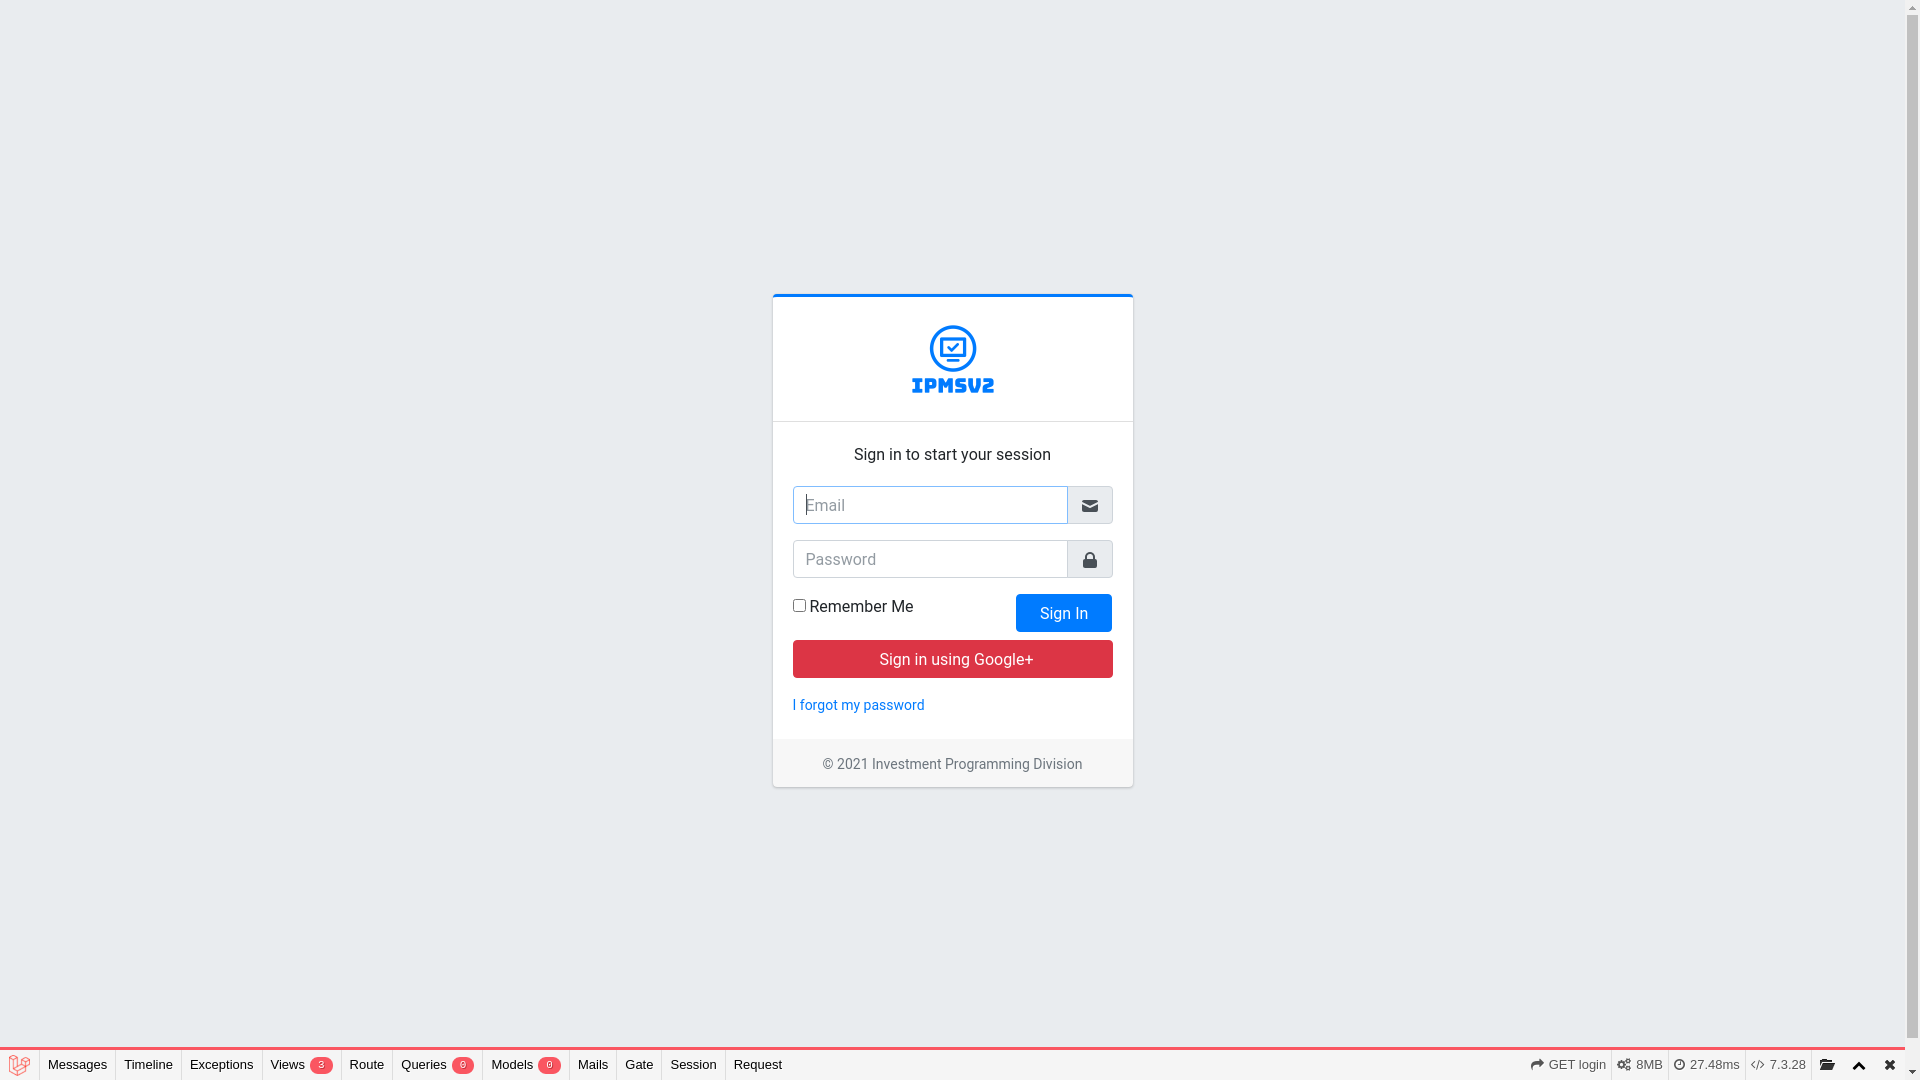 IPMSV2
Sign in to start your session
Email
Password
Remember Me
Sign In
Sign in using Google+
I forgot my password
© 2021 Investment Programming Division
Messages Timeline Exceptions Views 3 Route Queries 0 Models 0 Mails Gate Session Request GET login 8MB 27.48ms 7.3.28